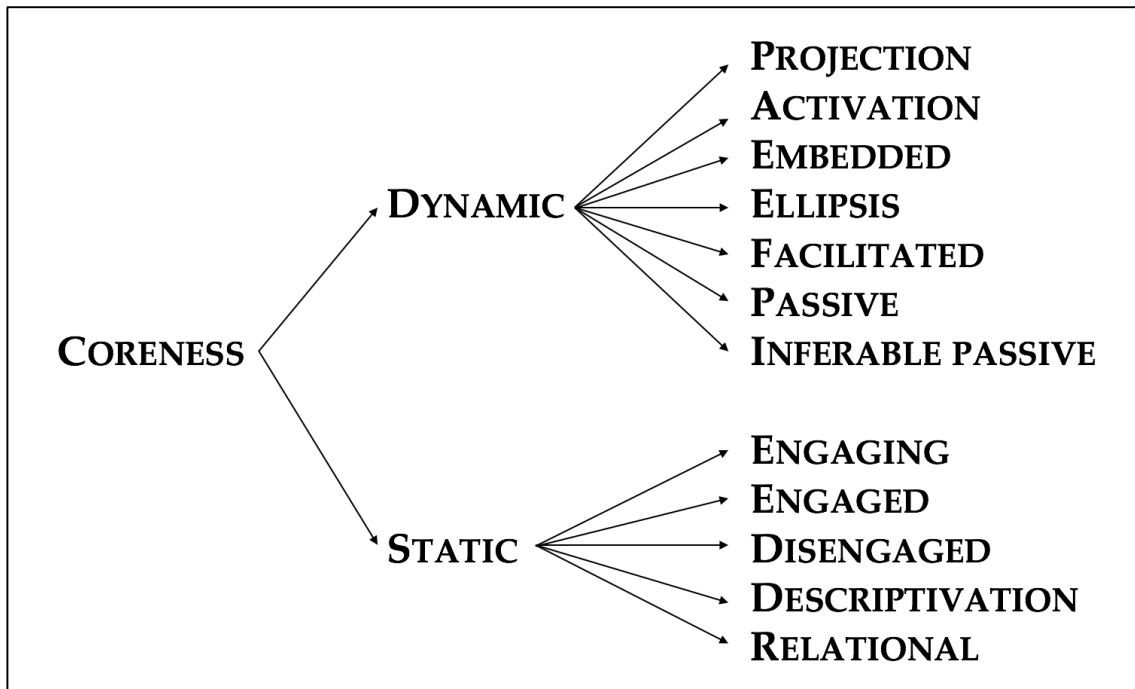 PROJECTION
ACTIVATION
EMBEDDED
DYNAMIC
ELLIPSIS
FACILITATED
PASSIVE
CORENESS
INFERABLE PASSIVE
ENGAGING
ENGAGED
STATIC
DISENGAGED
DESCRIPTIVATION
RELATIONAL